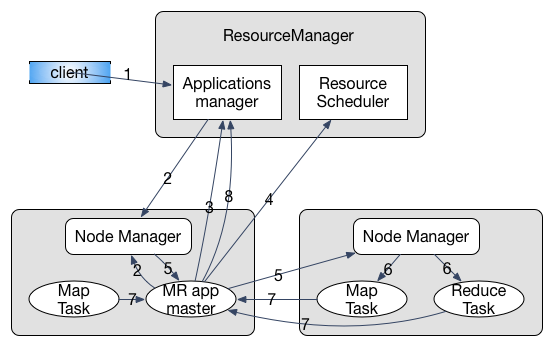 ResourceManager
client
1
Applications
manager
Resource
Scheduler
2
3
8
4
Node Manager
2
5
Map
Task
7
MR app
master
5
7
7
Node Manager
6
6
Map
Task
Reduce
Task